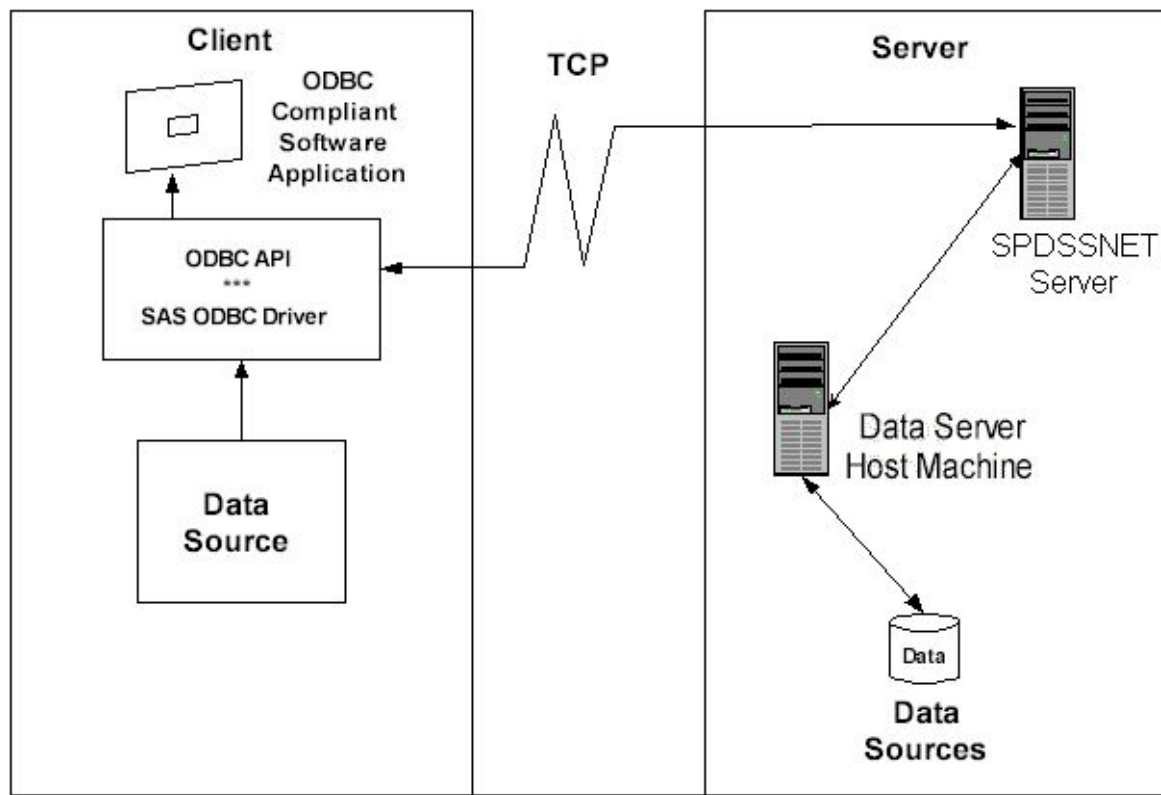 Client
ODBC
Compliant
Software
Application
ODBC API
***
SAS ODBC Driver
Data
Source
TCP
Server
SPDSSNET
Server
Data Server
Host Machine
Data
Data
Sources